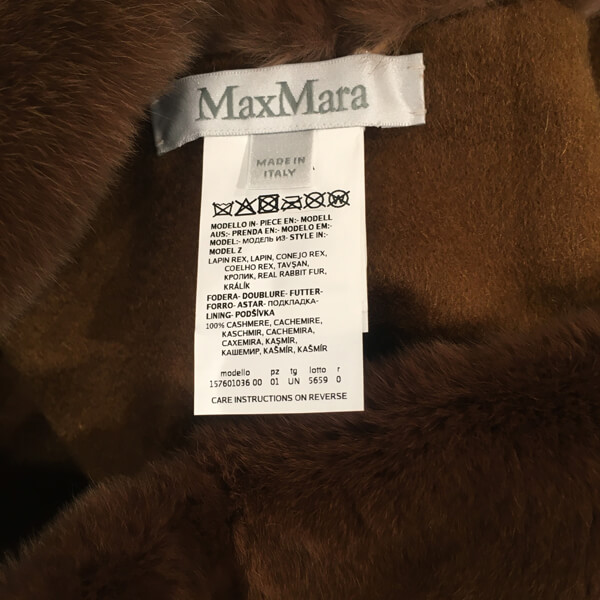 MaxMara
MADE IN
ITALY
MODELLO IN- PIECE EN:- MODELL
AUS:- PRENDA EN:- MODELO EM:-
MODEL:- МОДЕЛЬ ИЗ- STYLE IN:-
MODEL Z
LAPIN REX, LAPIN, CONEJO REX,
COELHO REX, TAVŞAN,
КРОЛИК, REAL RABBIT FUR,
KRÁLÍK
FODERA- DOUBLURE- FUTTER-
FORRO- ASTAR- ПОДКЛАДКА-
LINING- PODŠÍVKA
100% CASHMERE, CACHEMIRE,
KASCHMIR, CACHEMIRA,
CAXEMIRA, KAŞMİR,
КАШЕМИР, KAŠMÍR, KAŠMÍR
modello pz tg lotto r
157601036 00 01 UN 5659 0
CARE INSTRUCTIONS ON REVERSE